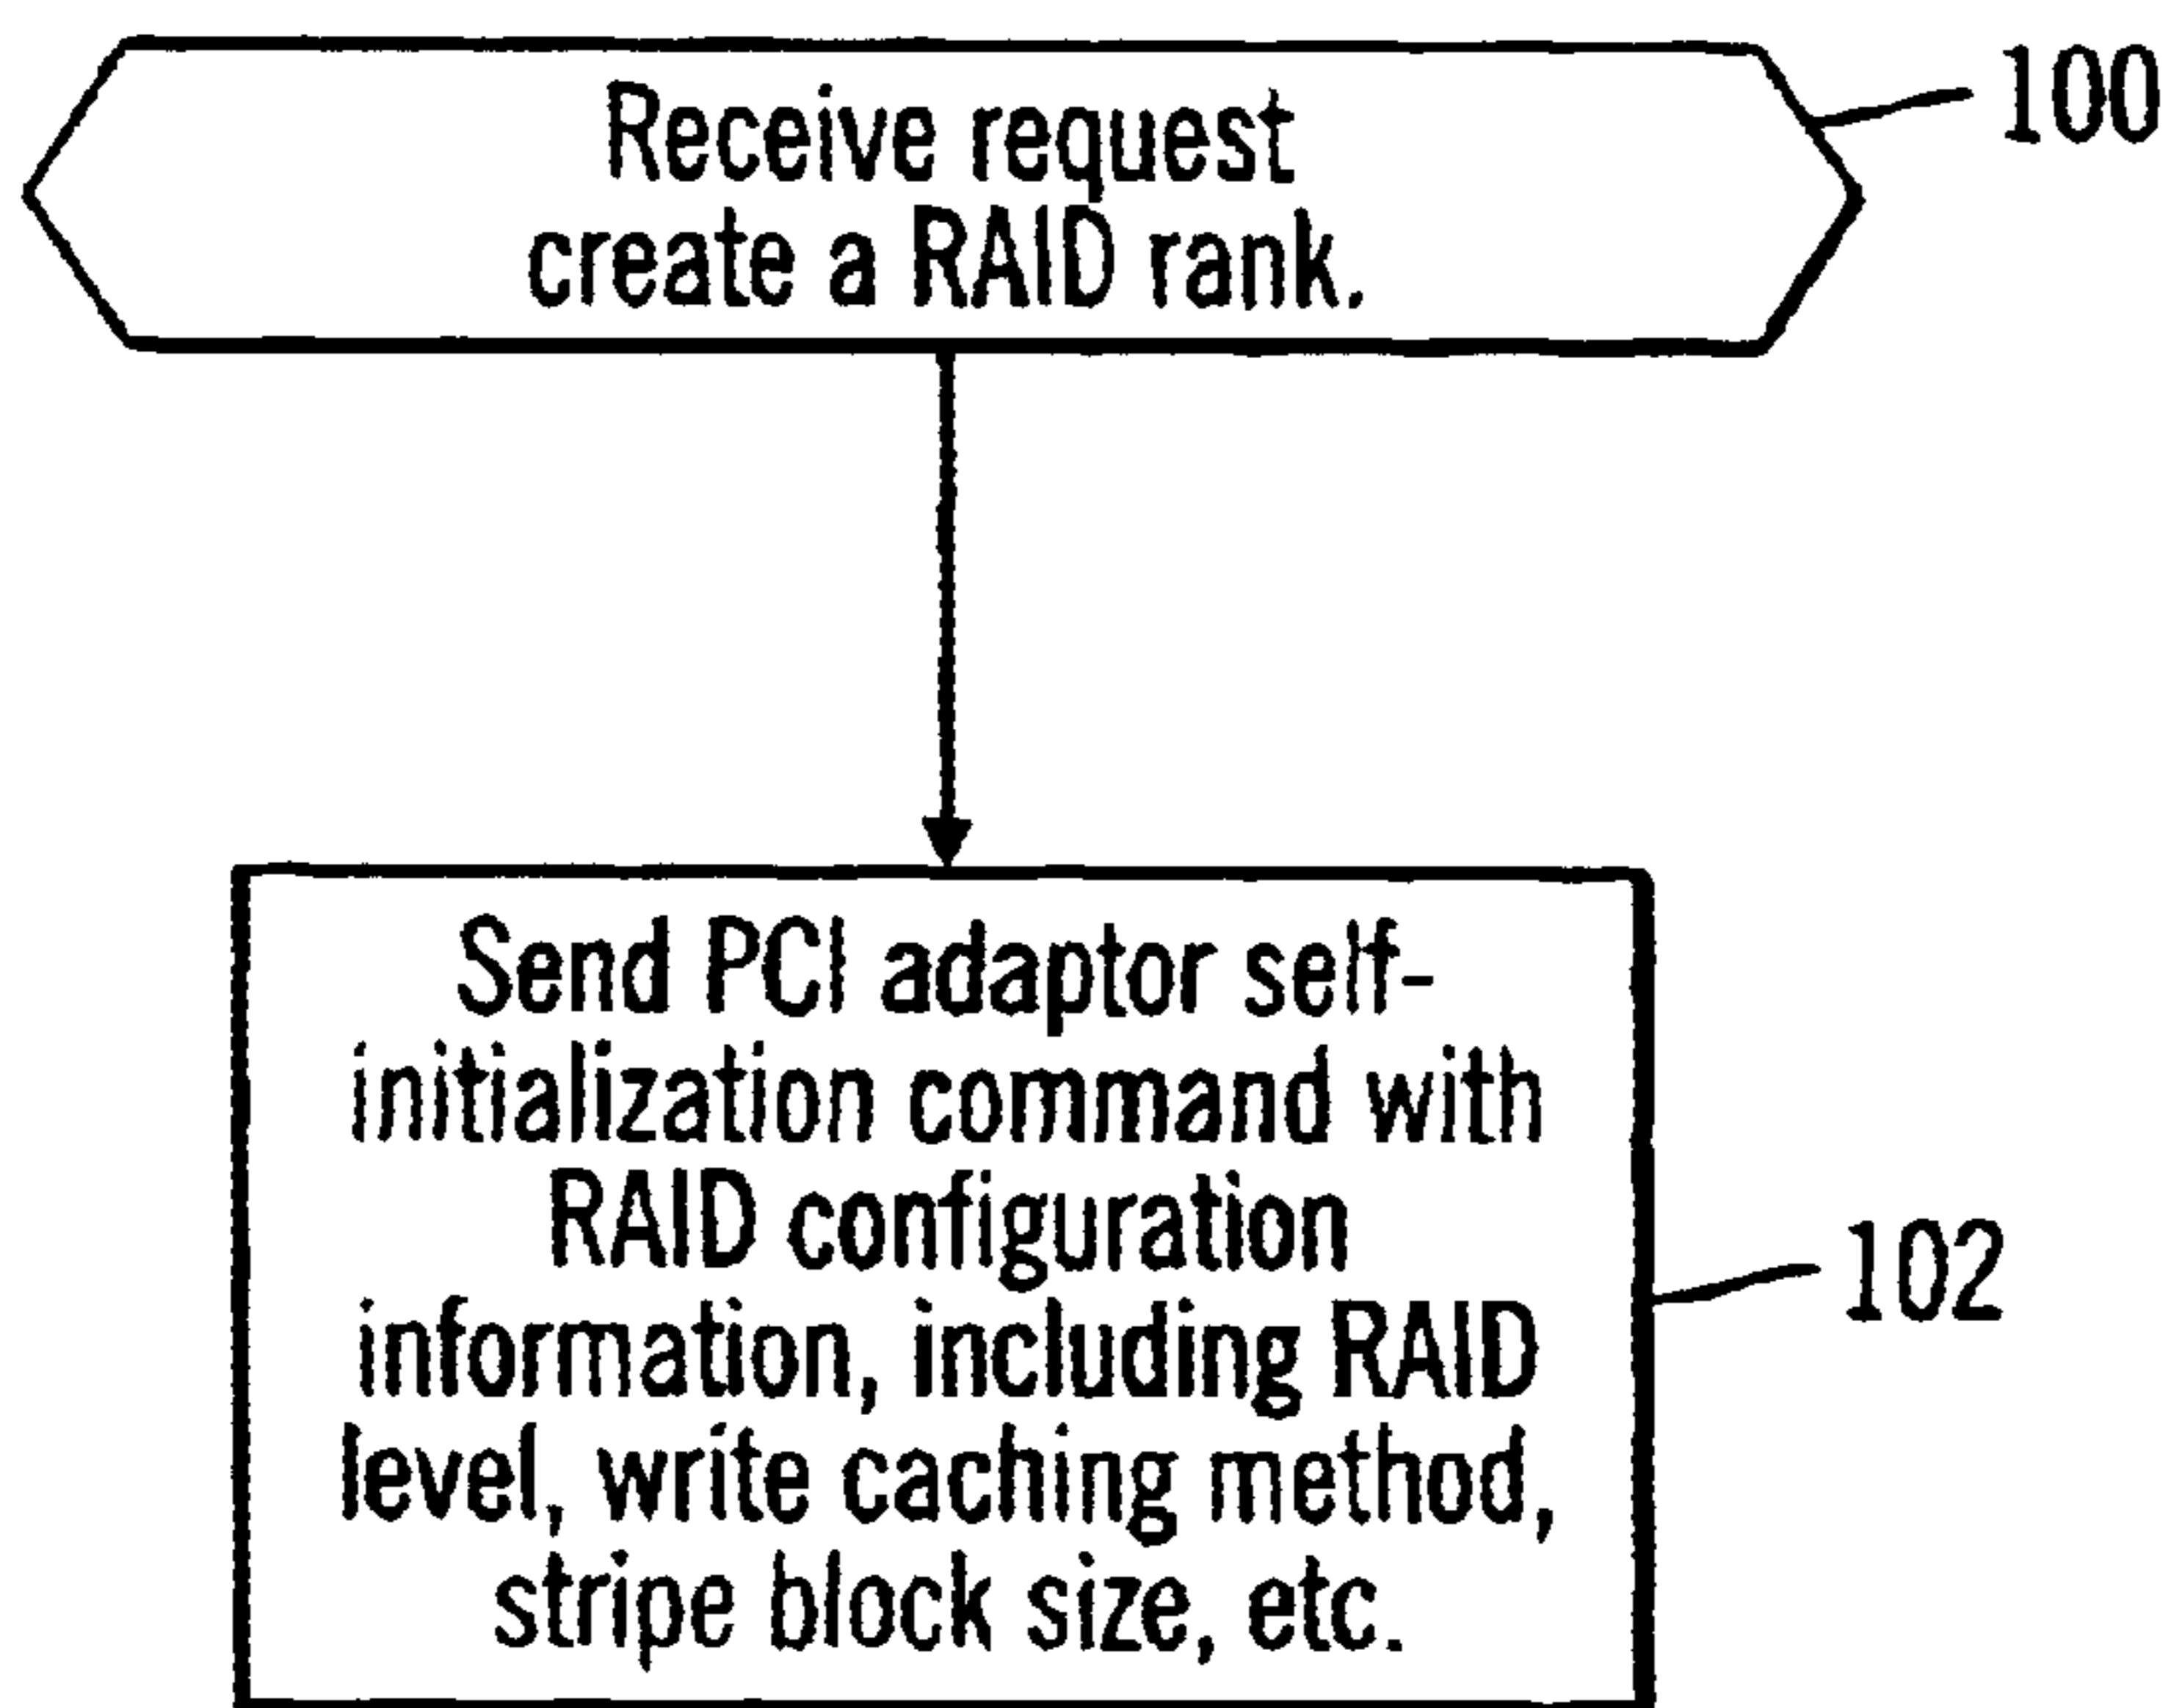 Receive request
create a RAID rank.
100
Send PCI adaptor self-
initialization command with
RAID configuration
information, including RAID
level, write caching method,
stripe block size, etc.
102